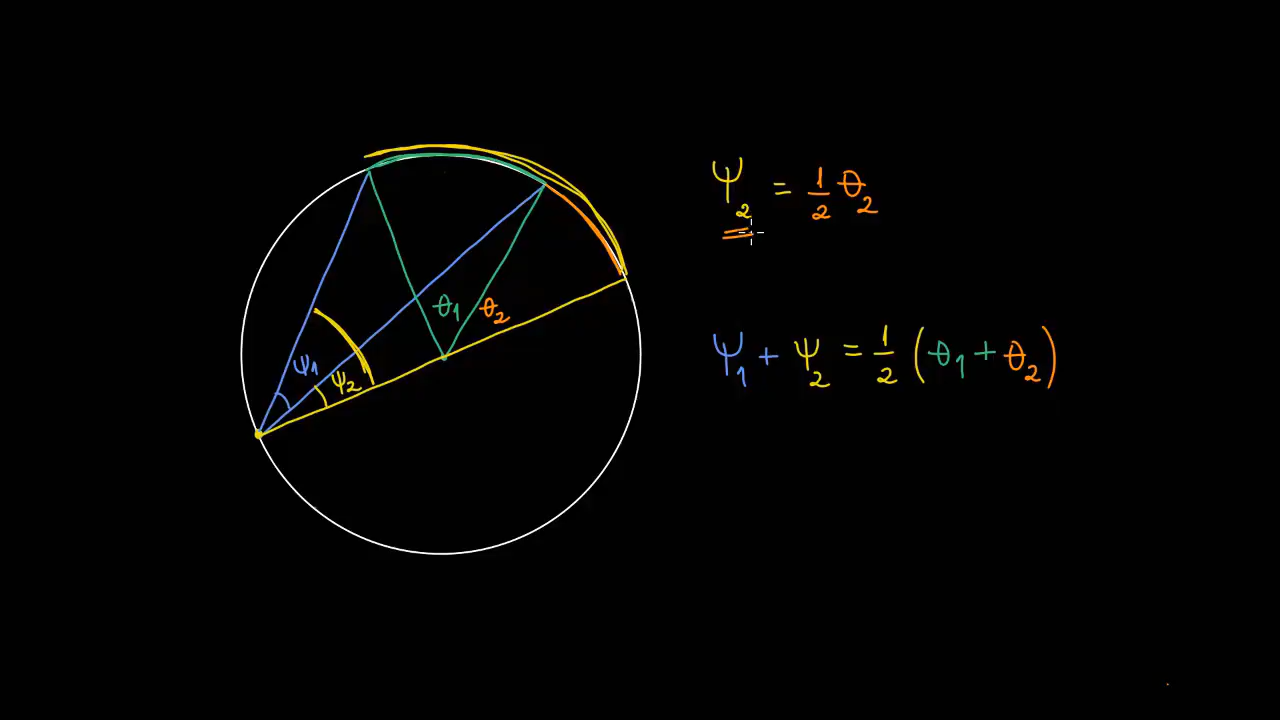 ψ₂ = ½ θ₂
θ₁ θ₂
ψ₁ ψ₂
ψ₁ + ψ₂ = ½ (θ₁ + θ₂)